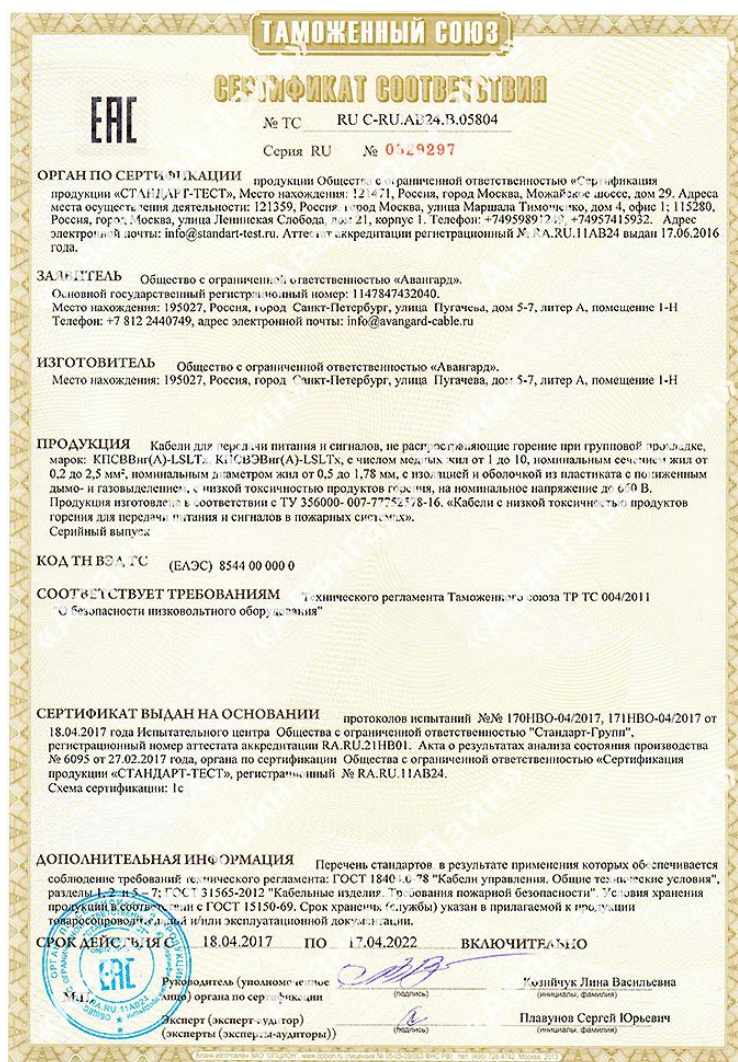 ТАМОЖЕННЫЙ СОЮЗ
СЕРТИФИКАТ СООТВЕТСТВИЯ
ЕАС
№ ТС RU C-RU.АВ24.В.05804
Серия RU № 0529297
ОРГАН ПО СЕРТИФИКАЦИИ продукции Общества с ограниченной ответственностью «Сертификация
продукции «СТАНДАРТ-ТЕСТ», Место нахождения: 121471, Россия, город Москва, Можайское шоссе, дом 29. Адреса
места осуществления деятельности: 121359, Россия, город Москва, улица Маршала Тимошенко, дом 4, офис 1; 115280,
Россия, город Москва, улица Ленинская Слобода, дом 21, корпус 1. Телефон: +74957415932. Адрес
электронной почты: info@standart-test.ru. Аттестат аккредитации регистрационный № RA.RU.11АВ24 выдан 17.06.2016
года.
ЗАЯВИТЕЛЬ Общество с ограниченной ответственностью «Авангард».
Основной государственный регистрационный номер: 1147847432040.
Место нахождения: 195027, Россия, город Санкт-Петербург, улица Пугачева, дом 5-7, литер А, помещение 1-Н
Телефон: +7 812 2440749, адрес электронной почты: info@avangard-cable.ru
ИЗГОТОВИТЕЛЬ Общество с ограниченной ответственностью «Авангард».
Место нахождения: 195027, Россия, город Санкт-Петербург, улица Пугачева, дом 5-7, литер А, помещение 1-Н
ПРОДУКЦИЯ Кабели для передачи питания и сигналов, не распространяющие горение при групповой прокладке,
марок: КПСВВнг(А)-LSLTx, КПСВЭВнг(А)-LSLTx, с числом медных жил от 1 до 10, номинальным сечением жил от
0,2 до 2,5 мм², номинальным диаметром жил от 0,5 до 1,78 мм, с изоляцией и оболочкой из пластиката с пониженным
дымо- и газовыделением, с низкой токсичностью продуктов горения, на номинальное напряжение до 660 В.
Продукция изготовлена в соответствии с ТУ 356000- 007-77752578-16. «Кабели с низкой токсичностью продуктов
горения для передачи питания и сигналов в пожарных системах».
Серийный выпуск
КОД ТН ВЭД ТС (ЕАЭС) 8544 00 000 0
СООТВЕТСТВУЕТ ТРЕБОВАНИЯМ Технического регламента Таможенного союза ТР ТС 004/2011
"О безопасности низковольтного оборудования"
СЕРТИФИКАТ ВЫДАН НА ОСНОВАНИИ протоколов испытаний №№ 170НВО-04/2017, 171НВО-04/2017 от
18.04.2017 года Испытательного центра Общества с ограниченной ответственностью "Стандарт-Групп",
регистрационный номер аттестата аккредитации RA.RU.21НВ01. Акта о результатах анализа состояния производства
№ 6095 от 27.02.2017 года, органа по сертификации Общества с ограниченной ответственностью «Сертификация
продукции «СТАНДАРТ-ТЕСТ», регистрационный № RA.RU.11АВ24.
Схема сертификации: 1с
ДОПОЛНИТЕЛЬНАЯ ИНФОРМАЦИЯ Перечень стандартов, в результате применения которых обеспечивается
соблюдение требований технического регламента: ГОСТ 18404.0-78 "Кабели управления. Общие технические условия",
разделы 1, 2 и 5 – 7; ГОСТ 31565-2012 "Кабельные изделия. Требования пожарной безопасности". Условия хранения
продукции в соответствии с ГОСТ 15150-69. Срок хранения (службы) указан в прилагаемой к продукции
товаросопроводительной и/или эксплуатационной документации.
СРОК ДЕЙСТВИЯ С 18.04.2017 ПО 17.04.2022 ВКЛЮЧИТЕЛЬНО
М.П.
Руководитель (уполномоченное
лицо) органа по сертификации
(подпись)
Козийчук Лина Васильевна
(инициалы, фамилия)
Эксперт (эксперт-аудитор)
(эксперты (эксперты-аудиторы))
(подпись)
Плавунов Сергей Юрьевич
(инициалы, фамилия)